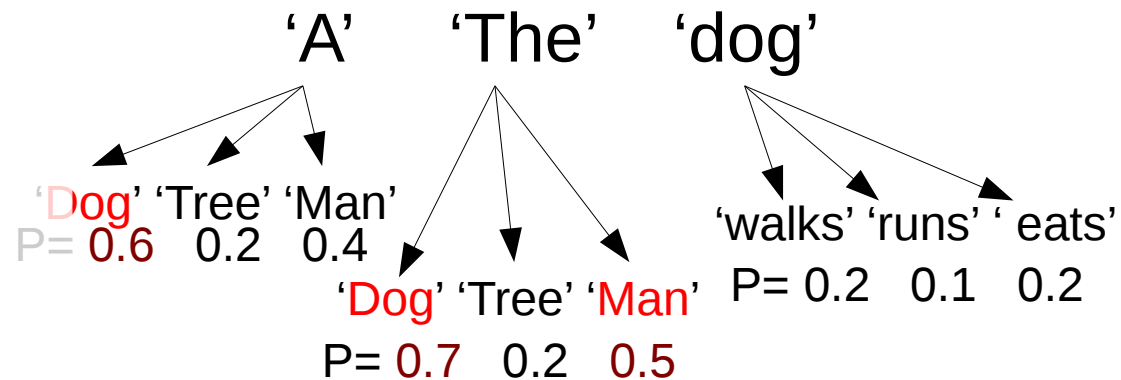 ‘A’ ‘The’ ‘dog’
‘Dog’ ‘Tree’ ‘Man’
P= 0.6 0.2 0.4
‘Dog’ ‘Tree’ ‘Man’
P= 0.7 0.2 0.5
‘walks’ ‘runs’ ‘ eats’
P= 0.2 0.1 0.2